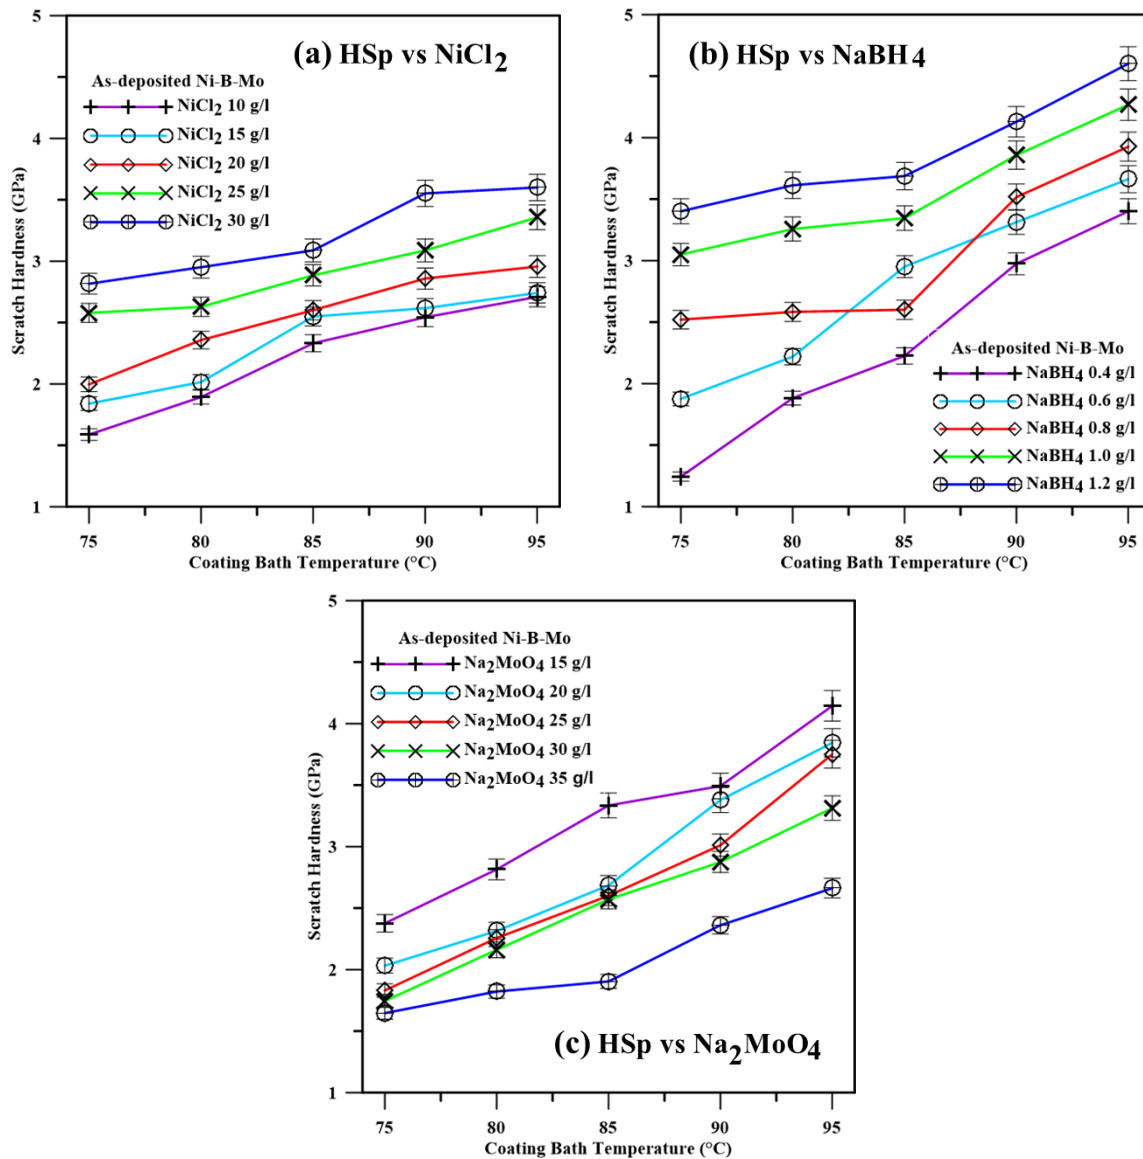 (a) HSp vs NiCl2
As-deposited Ni-B-Mo
NiCl2 10 g/l
NiCl2 15 g/l
NiCl2 20 g/l
NiCl2 25 g/l
NiCl2 30 g/l
Scratch Hardness (GPa)
5
4
3
2
1
75 80 85 90 95
Coating Bath Temperature (°C)
(b) HSp vs NaBH4
As-deposited Ni-B-Mo
NaBH4 0.4 g/l
NaBH4 0.6 g/l
NaBH4 0.8 g/l
NaBH4 1.0 g/l
NaBH4 1.2 g/l
Scratch Hardness (GPa)
5
4
3
2
1
75 80 85 90 95
Coating Bath Temperature (°C)
As-deposited Ni-B-Mo
Na2MoO4 15 g/l
Na2MoO4 20 g/l
Na2MoO4 25 g/l
Na2MoO4 30 g/l
Na2MoO4 35 g/l
(c) HSp vs Na2MoO4
Scratch Hardness (GPa)
5
4
3
2
1
75 80 85 90 95
Coating Bath Temperature (°C)